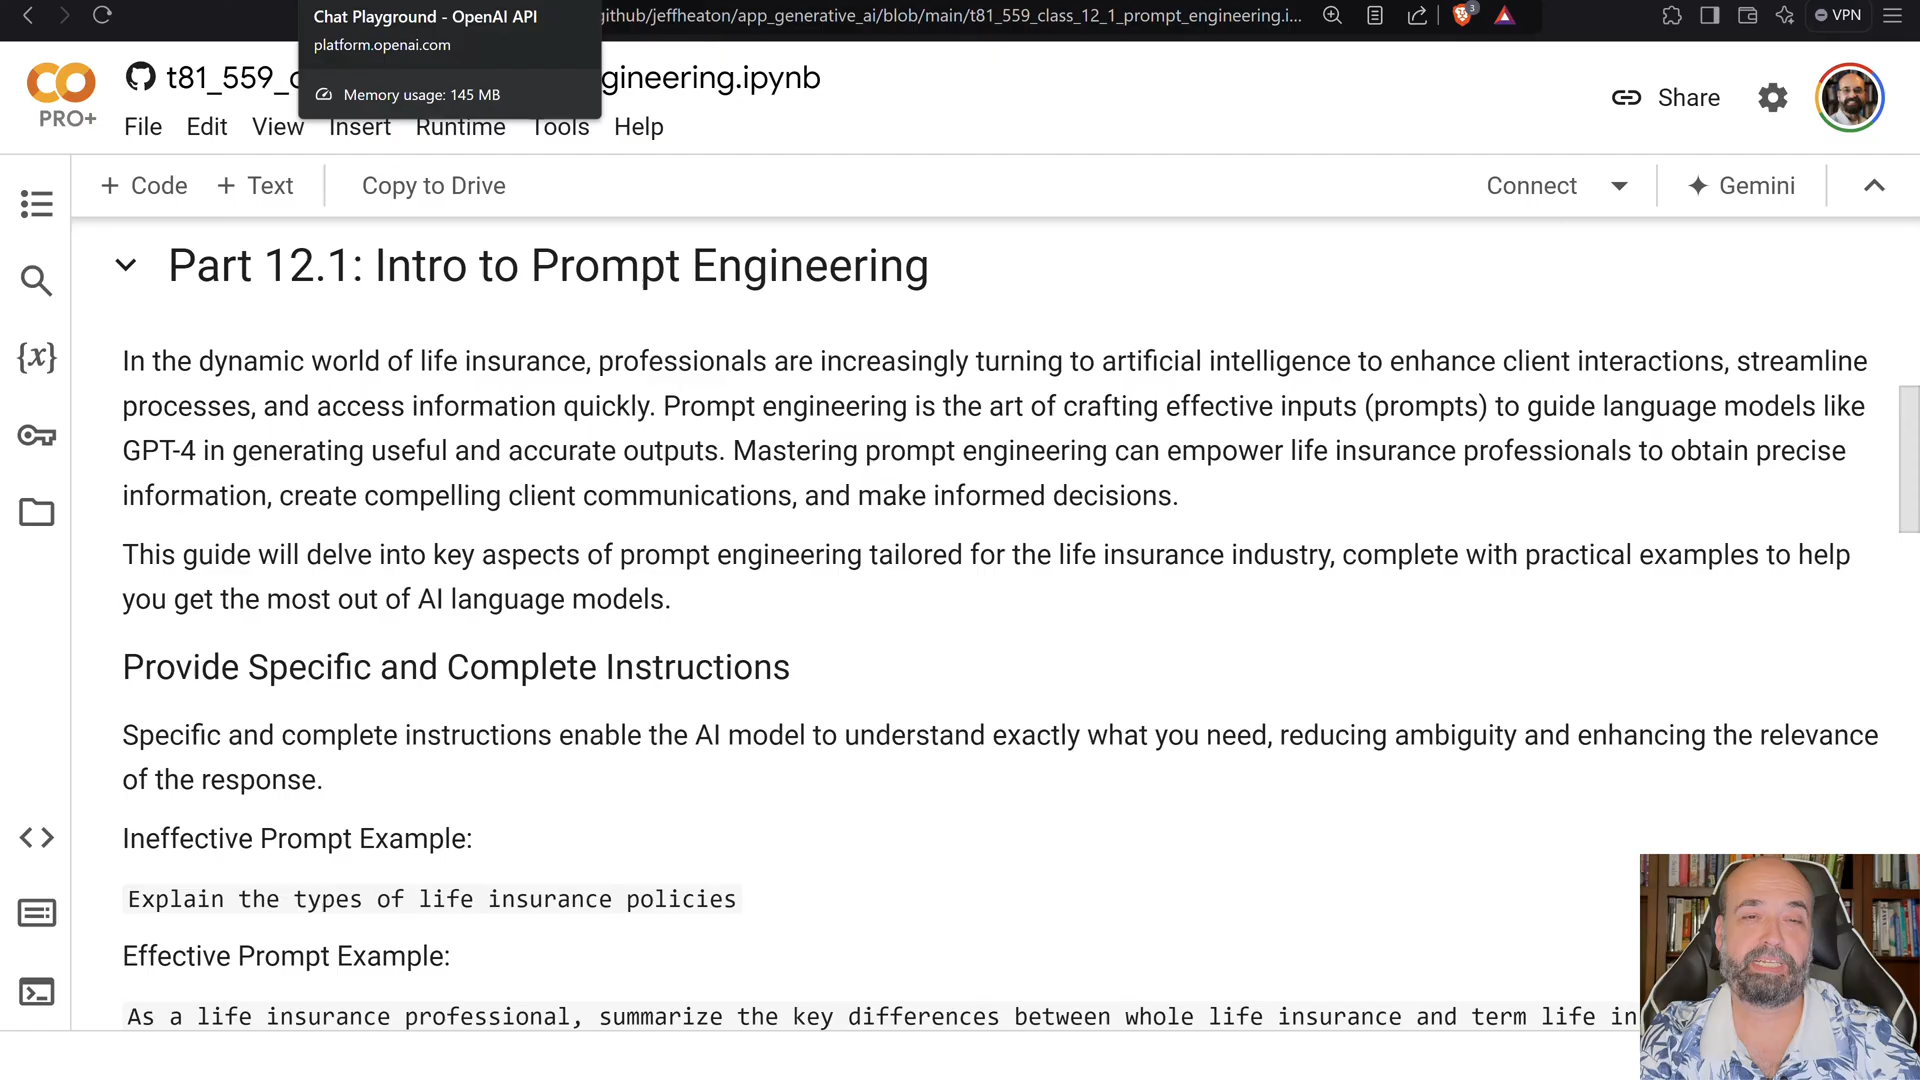 Chat Playground - OpenAI API
github/jeffheaton/app_generative_ai/blob/main/t81_559_class_12_1_prompt_engineering.i...
3
VPN
platform.openai.com
Memory usage: 145 MB
t81_559_c
gineering.ipynb
PRO+
File Edit View Insert Runtime Tools Help
Share
+ Code + Text
Copy to Drive
Connect
Gemini
Part 12.1: Intro to Prompt Engineering
In the dynamic world of life insurance, professionals are increasingly turning to artificial intelligence to enhance client interactions, streamline
processes, and access information quickly. Prompt engineering is the art of crafting effective inputs (prompts) to guide language models like
GPT-4 in generating useful and accurate outputs. Mastering prompt engineering can empower life insurance professionals to obtain precise
information, create compelling client communications, and make informed decisions.
This guide will delve into key aspects of prompt engineering tailored for the life insurance industry, complete with practical examples to help
you get the most out of AI language models.
Provide Specific and Complete Instructions
Specific and complete instructions enable the AI model to understand exactly what you need, reducing ambiguity and enhancing the relevance
of the response.
Ineffective Prompt Example:
Explain the types of life insurance policies
Effective Prompt Example:
As a life insurance professional, summarize the key differences between whole life insurance and term life in